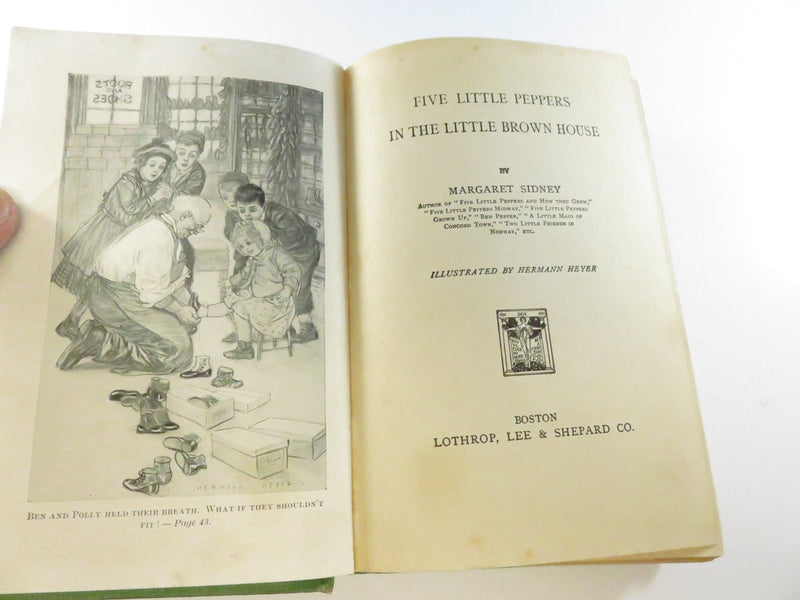 BOOTS
AND
SHOES
HERMANN HEYER
BEN AND POLLY HELD THEIR BREATH. WHAT IF THEY SHOULDN'T
FIT!—Page 43.
FIVE LITTLE PEPPERS
IN THE LITTLE BROWN HOUSE
BY
MARGARET SIDNEY
AUTHOR OF "FIVE LITTLE PEPPERS AND HOW THEY GREW,"
"FIVE LITTLE PEPPERS MIDWAY," "FIVE LITTLE PEPPERS
GROWN UP," "BEN PEPPER," "A LITTLE MAID OF
CONCORD TOWN," "TWO LITTLE FRIENDS IN
NORWAY," ETC.
ILLUSTRATED BY HERMANN HEYER
1904
BOSTON
LOTHROP, LEE & SHEPARD CO.